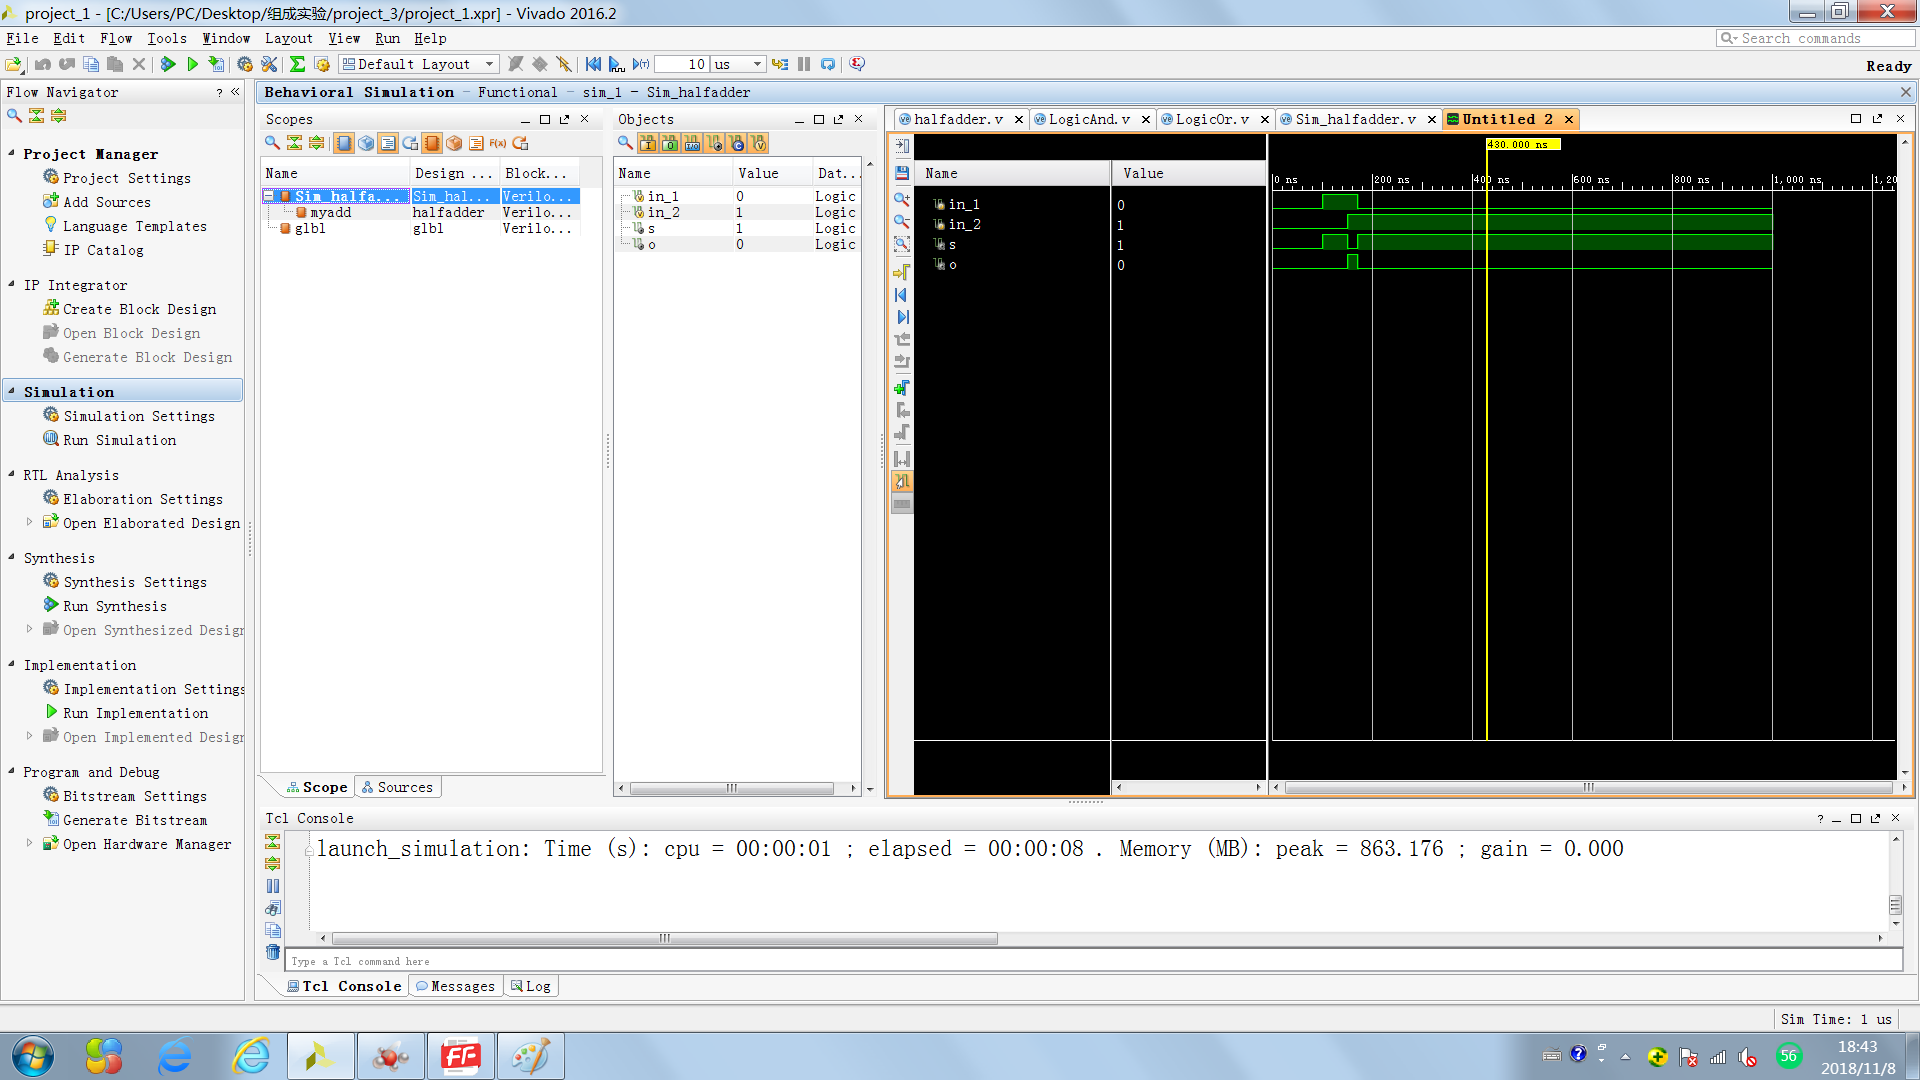 project_1 - [C:/Users/PC/Desktop/组成实验/project_3/project_1.xpr] - Vivado 2016.2
File Edit Flow Tools Window Layout View Run Help
Search commands
Default Layout
10 us
Ready
Flow Navigator
Project Manager
Project Settings
Add Sources
Language Templates
IP Catalog
IP Integrator
Create Block Design
Open Block Design
Generate Block Design
Simulation
Simulation Settings
Run Simulation
RTL Analysis
Elaboration Settings
Open Elaborated Design
Synthesis
Synthesis Settings
Run Synthesis
Open Synthesized Design
Implementation
Implementation Settings
Run Implementation
Open Implemented Design
Program and Debug
Bitstream Settings
Generate Bitstream
Open Hardware Manager
Behavioral Simulation - Functional - sim_1 - Sim_halfadder
Scopes
F(x)
Name Design ... Block...
Sim_halfa... Sim_hal... Verilo...
myadd halfadder Verilo...
glbl glbl Verilo...
Scope Sources
Objects
Name Value Dat...
in_1 0 Logic
in_2 1 Logic
s 1 Logic
o 0 Logic
halfadder.v LogicAnd.v LogicOr.v Sim_halfadder.v Untitled 2
430.000 ns
Name Value
0 ns 200 ns 400 ns 600 ns 800 ns 1,000 ns 1,20
in_1 0
in_2 1
s 1
o 0
Tcl Console
launch_simulation: Time (s): cpu = 00:00:01 ; elapsed = 00:00:08 . Memory (MB): peak = 863.176 ; gain = 0.000
Type a Tcl command here
Tcl Console Messages Log
Sim Time: 1 us
56
18:43
2018/11/8